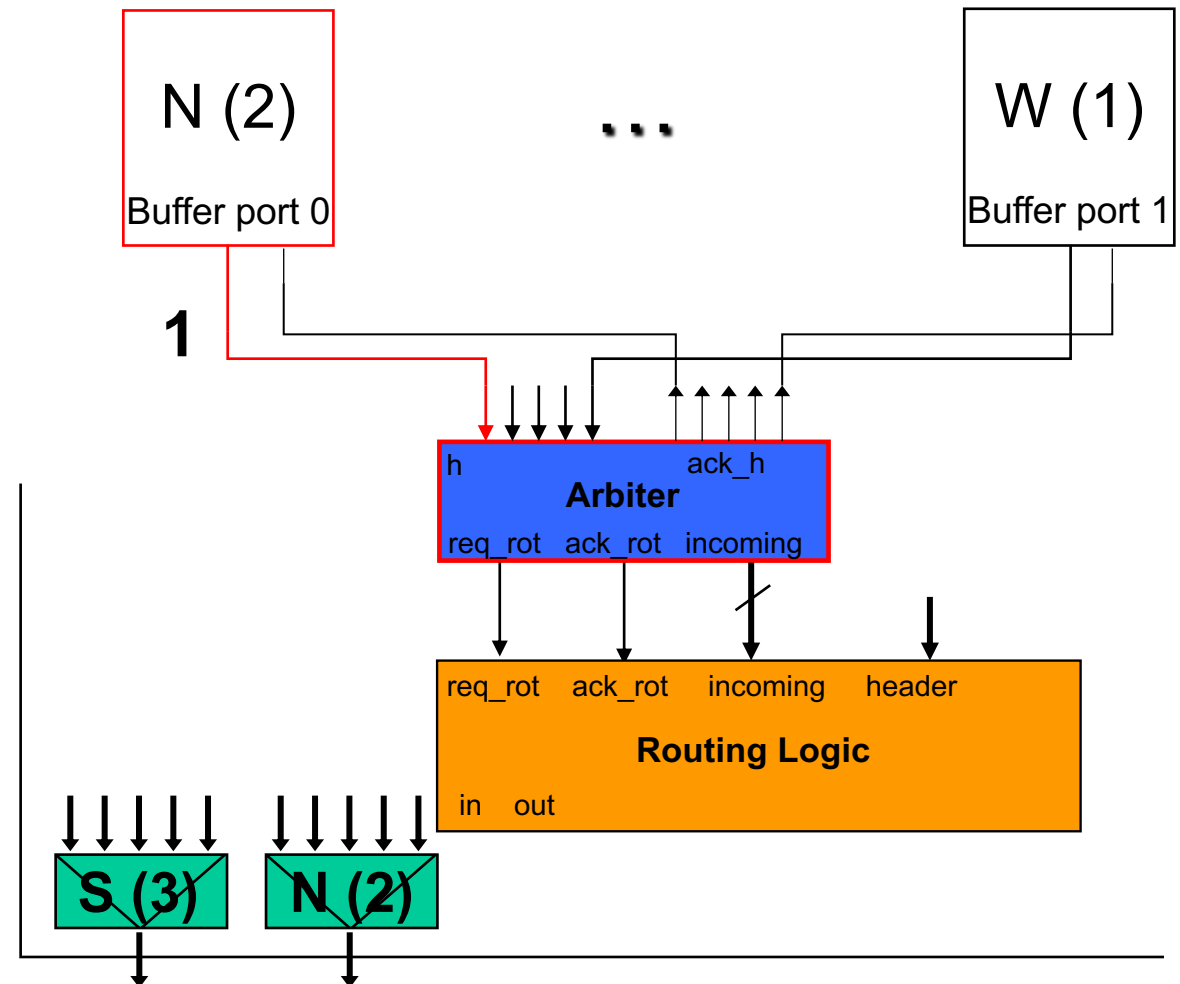 N (2)
...
W (1)
Buffer port 0
Buffer port 1
1
h
ack_h
Arbiter
req_rot ack_rot incoming
req_rot ack_rot incoming header
Routing Logic
in out
S (3)
N (2)